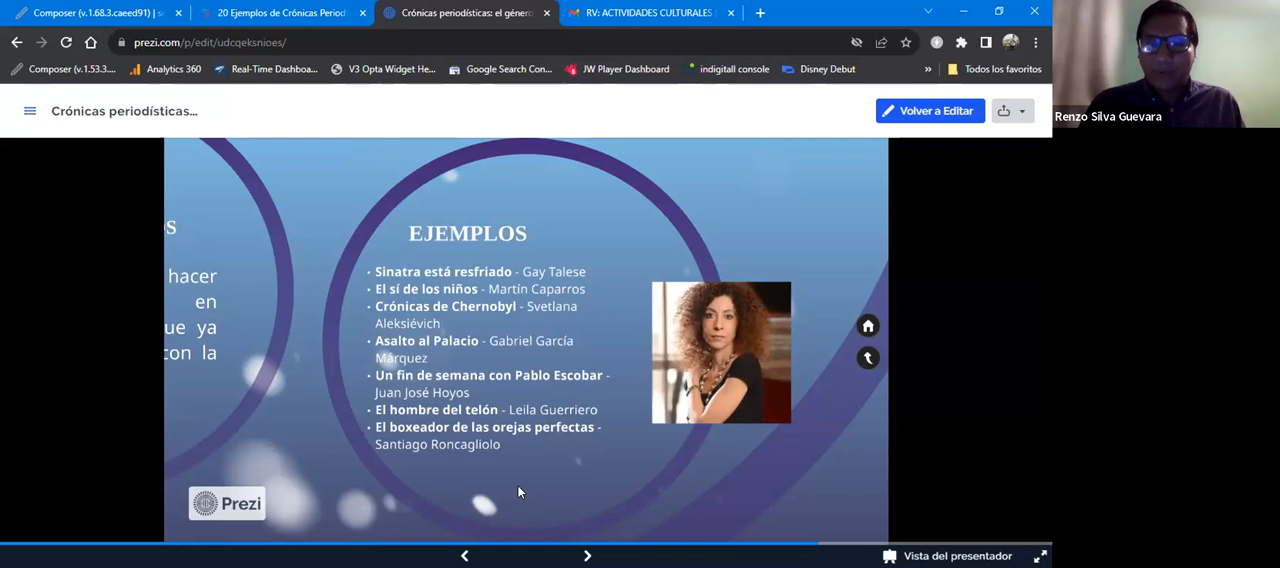 Composer (v.1.68.3.caeed91) | s
20 Ejemplos de Crónicas Period
Crónicas periodísticas: el género
RV: ACTIVIDADES CULTURALES
prezi.com/p/edit/udcqeksnioes/
Composer (v.1.53.3....
Analytics 360
Real-Time Dashboa...
V3 Opta Widget He...
Google Search Con...
JW Player Dashboard
indigitall console
Disney Debut
»
Todos los favoritos
Crónicas periodísticas...
Volver a Editar
Renzo Silva Guevara
OS
hacer
en
que ya
con la
EJEMPLOS
• Sinatra está resfriado - Gay Talese
• El sí de los niños - Martín Caparros
• Crónicas de Chernobyl - Svetlana
Aleksiévich
• Asalto al Palacio - Gabriel García
Márquez
• Un fin de semana con Pablo Escobar -
Juan José Hoyos
• El hombre del telón - Leila Guerriero
• El boxeador de las orejas perfectas -
Santiago Roncagliolo
Prezi
Vista del presentador